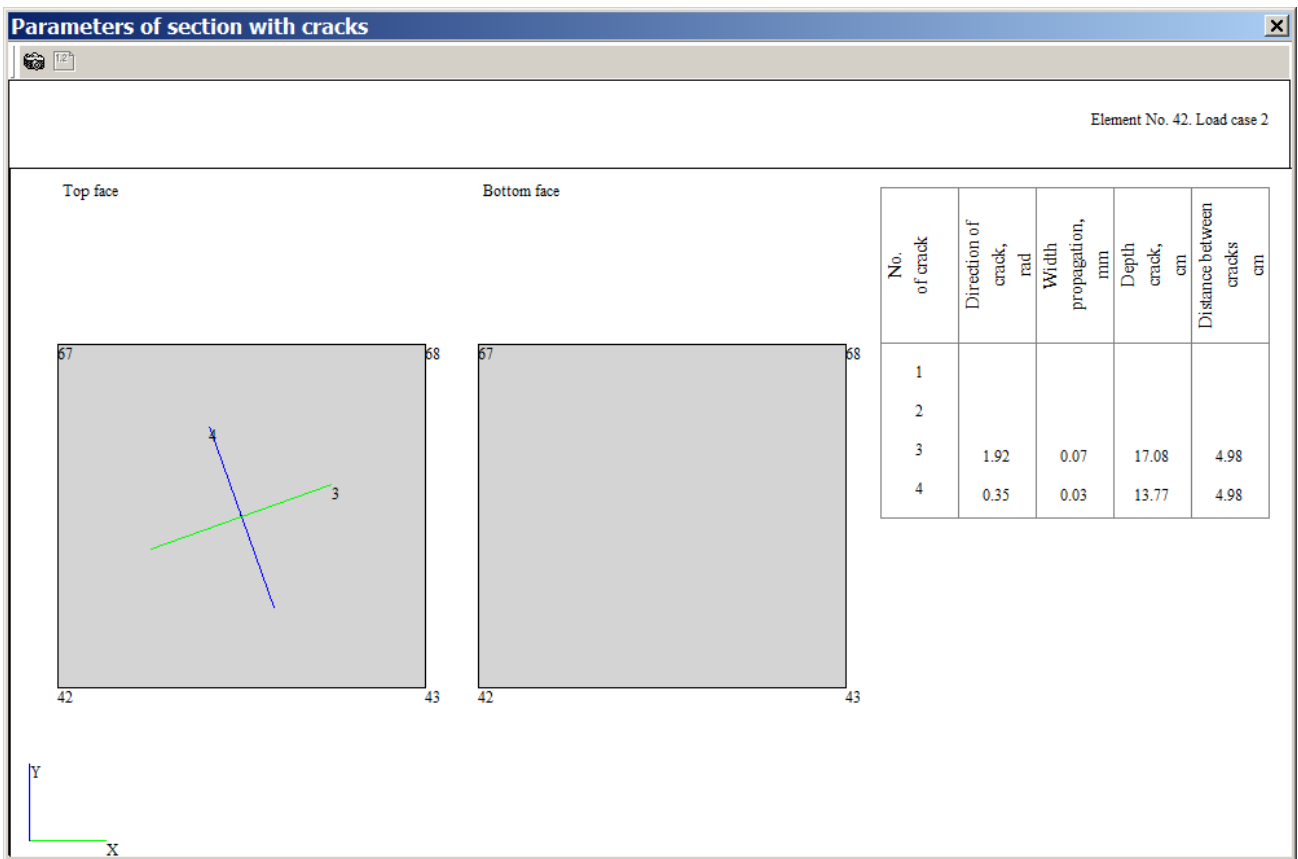 Parameters of section with cracks
1.2
Element No. 42. Load case 2
Top face
Bottom face
No.
of crack
Direction of
crack,
rad
Width
propagation,
mm
Depth
crack,
cm
Distance between
cracks
cm
1
2
3 1.92 0.07 17.08 4.98
4 0.35 0.03 13.77 4.98
67 68
4
3
42 43
67 68
42 43
Y
X